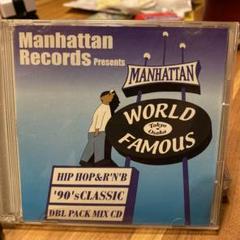 Manhattan
Records Presents
MANHATTAN
WORLD
Tokyo Osaka
FAMOUS
HIP HOP&R'N'B
'90'sCLASSIC
DBL PACK MIX CD